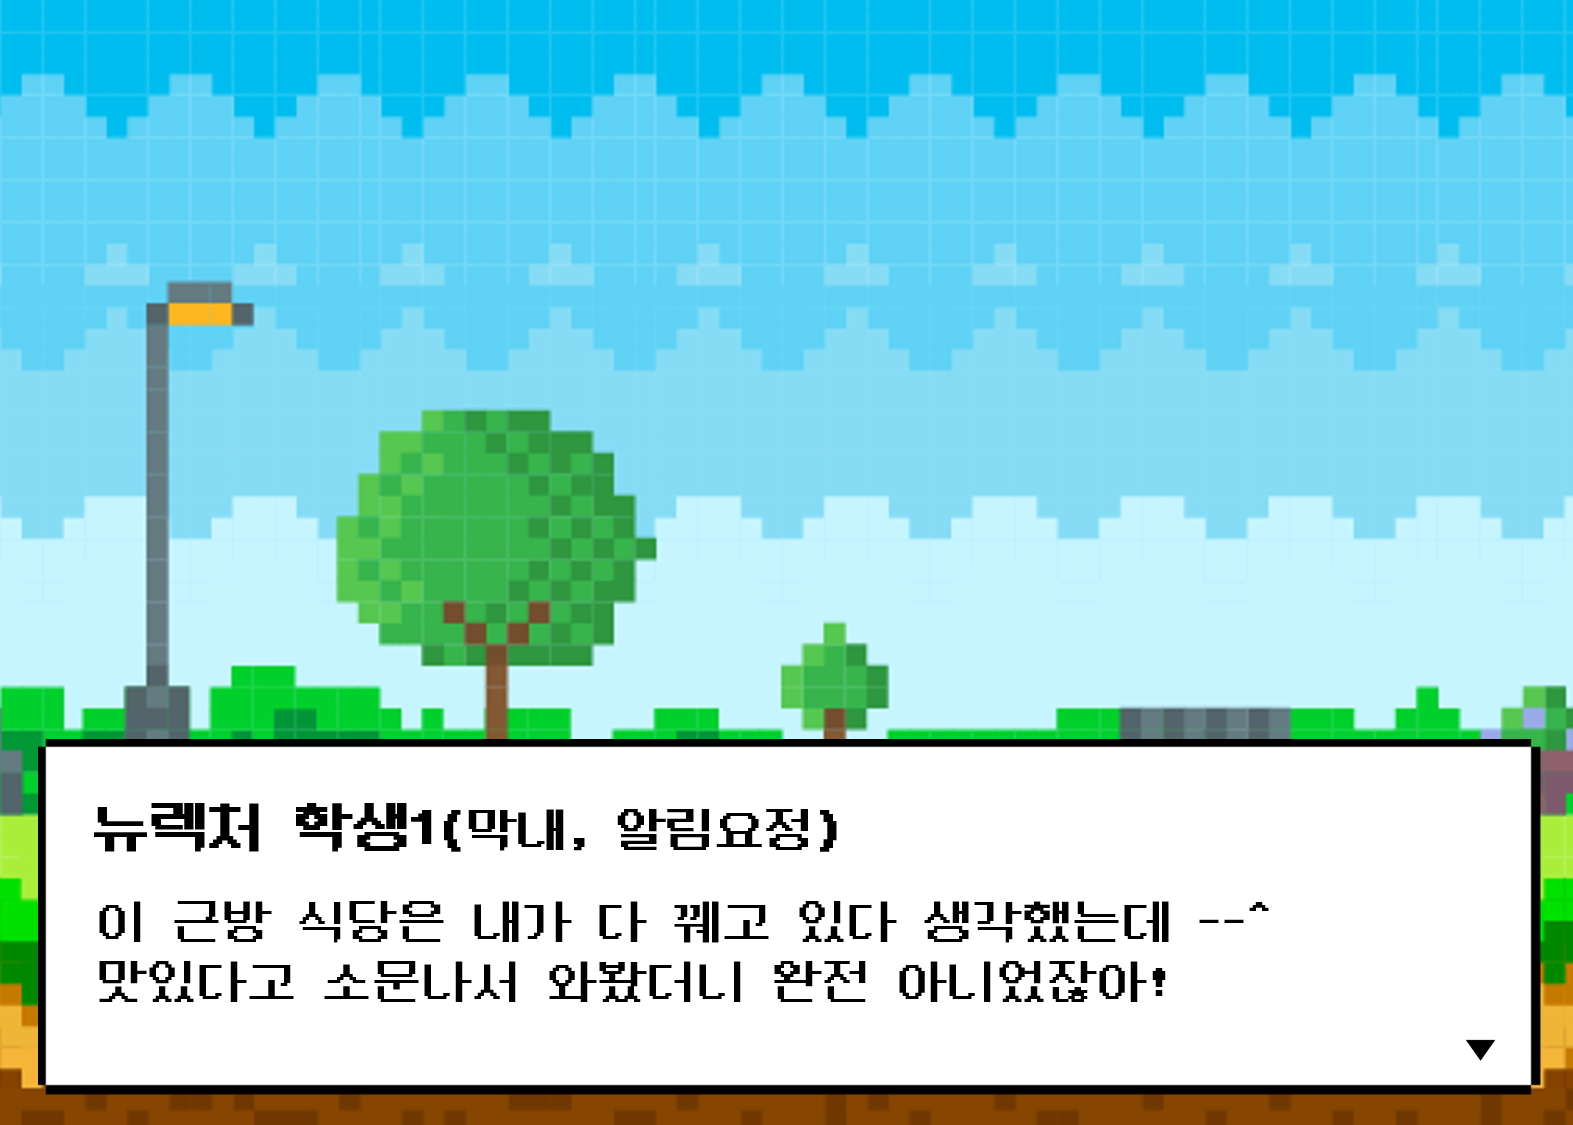 뉴렉처 학생1(막내, 알림요정)
이 근방 식당은 내가 다 꿰고 있다 생각했는데 --^
맛있다고 소문나서 와봤더니 완전 아니었잖아!